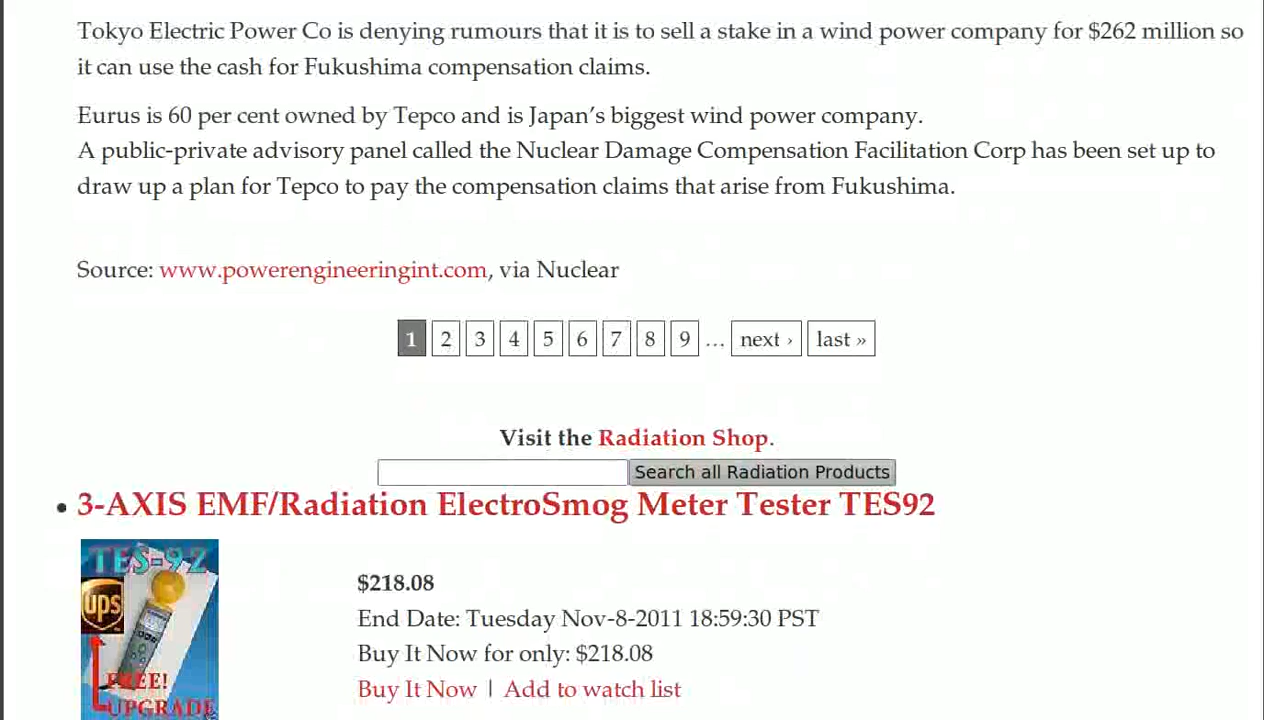 Tokyo Electric Power Co is denying rumours that it is to sell a stake in a wind power company for $262 million so
it can use the cash for Fukushima compensation claims.
Eurus is 60 per cent owned by Tepco and is Japan's biggest wind power company.
A public-private advisory panel called the Nuclear Damage Compensation Facilitation Corp has been set up to
draw up a plan for Tepco to pay the compensation claims that arise from Fukushima.
Source: www.powerengineeringint.com, via Nuclear
1 2 3 4 5 6 7 8 9 … next › last »
Visit the Radiation Shop.
Search all Radiation Products
• 3-AXIS EMF/Radiation ElectroSmog Meter Tester TES92
TES-92
ups
FREE!
UPGRADE
$218.08
End Date: Tuesday Nov-8-2011 18:59:30 PST
Buy It Now for only: $218.08
Buy It Now | Add to watch list